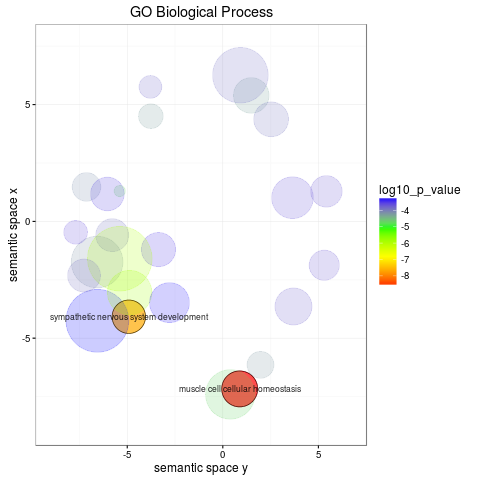 GO Biological Process
semantic space x
5
0
-5
sympathetic nervous system development
muscle cell cellular homeostasis
-5
0
5
semantic space y
log10_p_value
-4
-5
-6
-7
-8